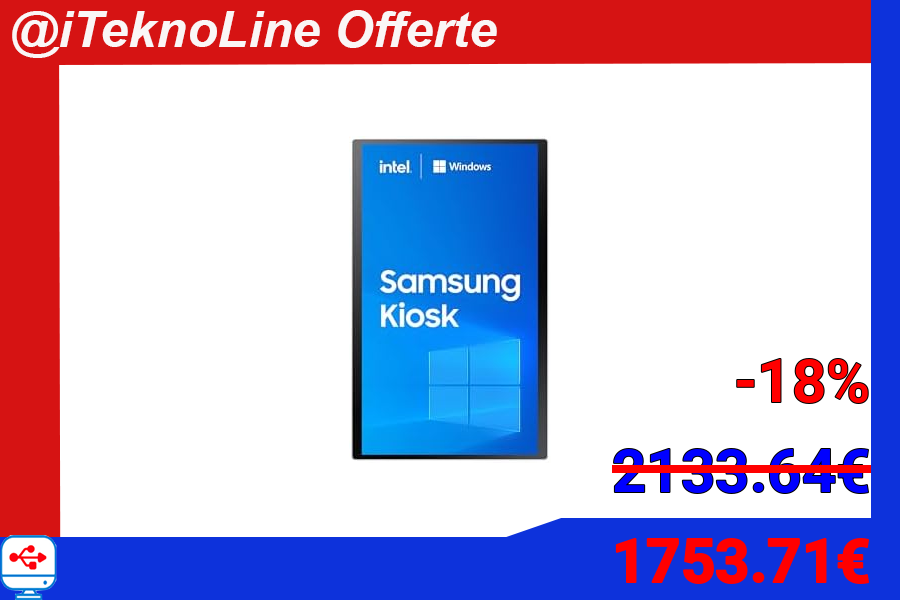 @iTeknoLine Offerte
intel. | Windows
Samsung
Kiosk
-18%
2133.64€
1753.71€